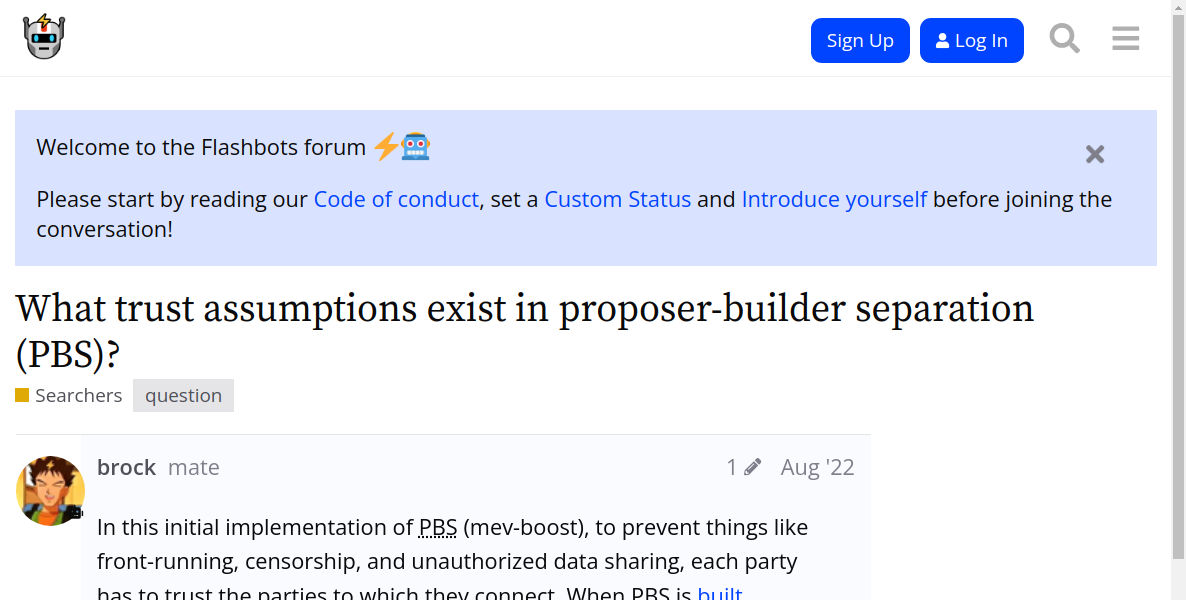 Sign Up
Log In
Welcome to the Flashbots forum
Please start by reading our Code of conduct, set a Custom Status and Introduce yourself before joining the
conversation!
What trust assumptions exist in proposer-builder separation
(PBS)?
Searchers question
brock mate 1 Aug '22
In this initial implementation of PBS (mev-boost), to prevent things like
front-running, censorship, and unauthorized data sharing, each party
has to trust the parties to which they connect. When PBS is built